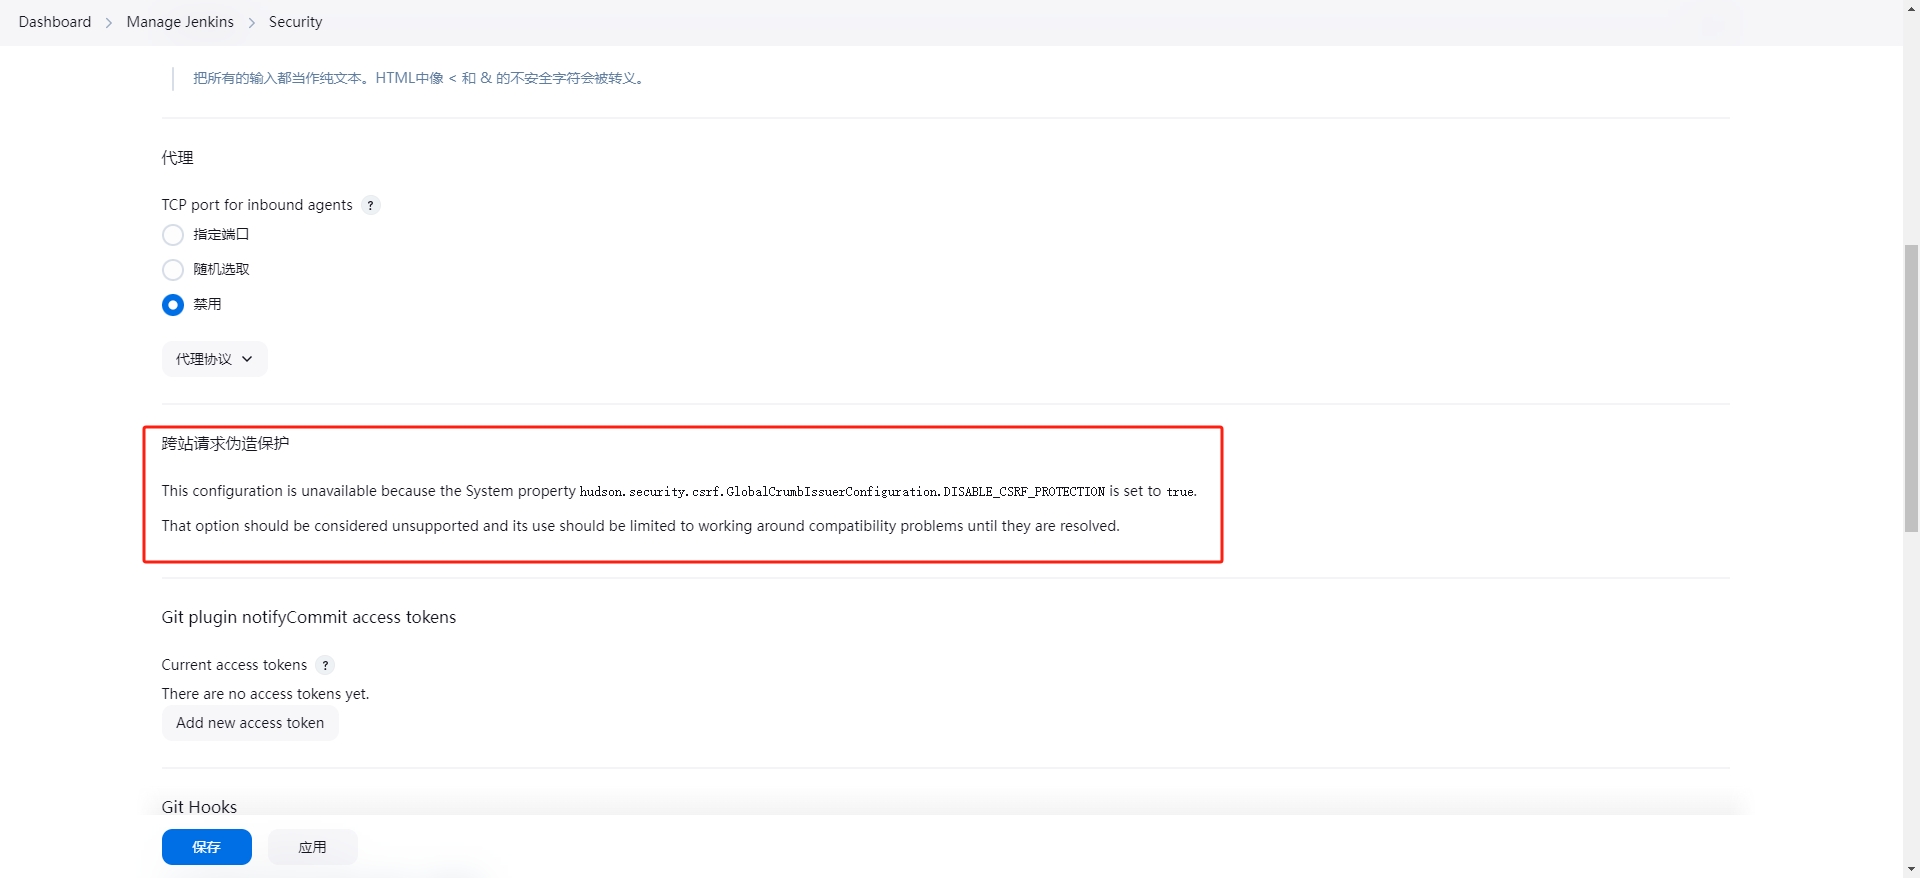 Dashboard > Manage Jenkins > Security
把所有的输入都当作纯文本。HTML中像 < 和 & 的不安全字符会被转义。
代理
TCP port for inbound agents ?
指定端口
随机选取
禁用
代理协议
跨站请求伪造保护
This configuration is unavailable because the System property hudson.security.csrf.GlobalCrumbIssuerConfiguration.DISABLE_CSRF_PROTECTION is set to true.
That option should be considered unsupported and its use should be limited to working around compatibility problems until they are resolved.
Git plugin notifyCommit access tokens
Current access tokens ?
There are no access tokens yet.
Add new access token
Git Hooks
保存 应用